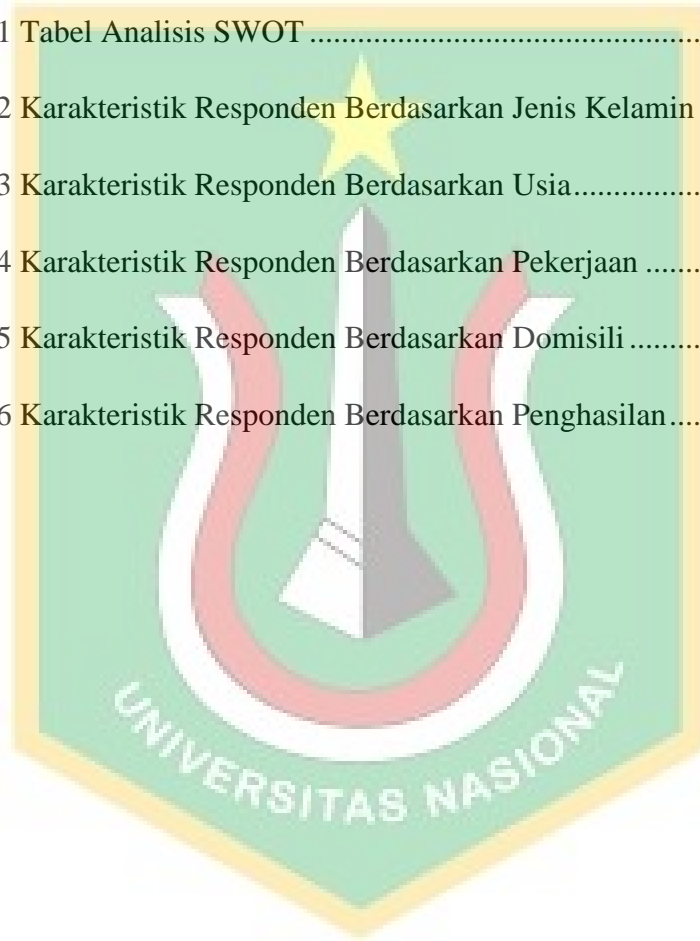 1 Tabel Analisis SWOT ............................................
2 Karakteristik Responden Berdasarkan Jenis Kelamin
3 Karakteristik Responden Berdasarkan Usia...............
4 Karakteristik Responden Berdasarkan Pekerjaan .......
5 Karakteristik Responden Berdasarkan Domisili .........
6 Karakteristik Responden Berdasarkan Penghasilan....
UNIVERSITAS NASIONAL